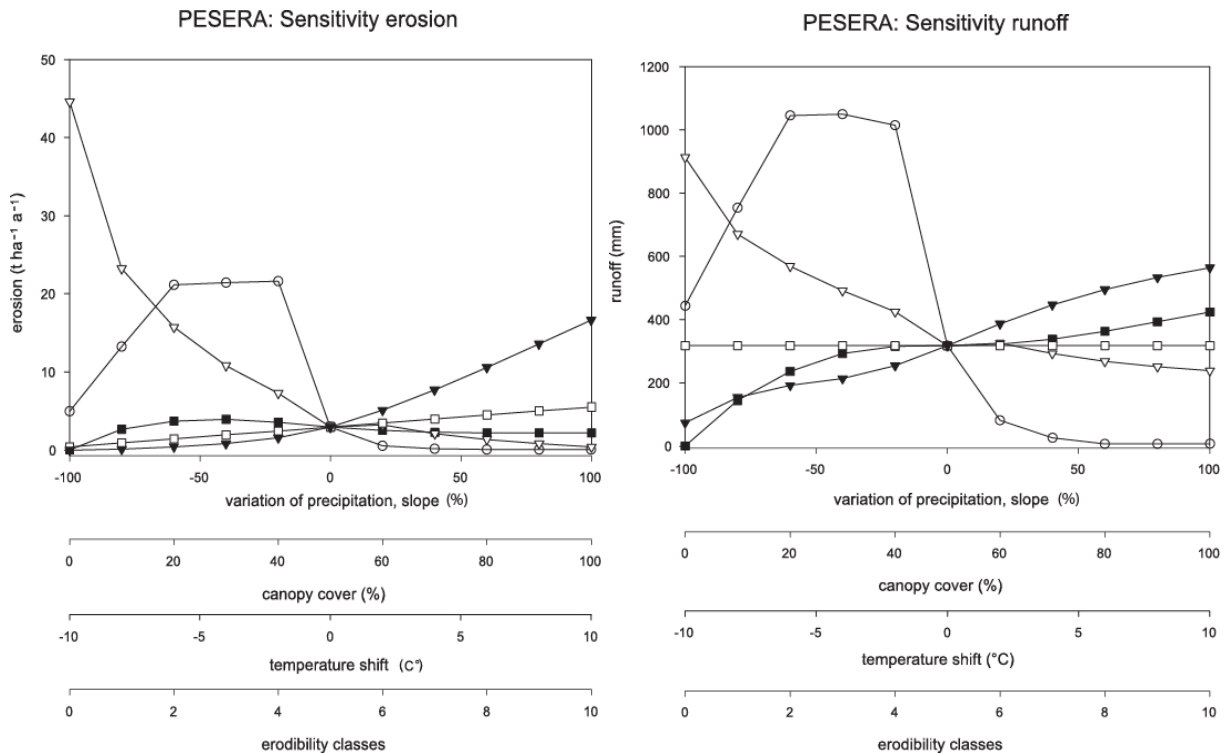 PESERA: Sensitivity erosion
50
40
30
20
10
0
erosion (t ha⁻¹ a⁻¹)
-100 -50 0 50 100
variation of precipitation, slope (%)
0 20 40 60 80 100
canopy cover (%)
-10 -5 0 5 10
temperature shift (C°)
0 2 4 6 8 10
erodibility classes
PESERA: Sensitivity runoff
1200
1000
800
600
400
200
0
runoff (mm)
-100 -50 0 50 100
variation of precipitation, slope (%)
0 20 40 60 80 100
canopy cover (%)
-10 -5 0 5 10
temperature shift (°C)
0 2 4 6 8 10
erodibility classes